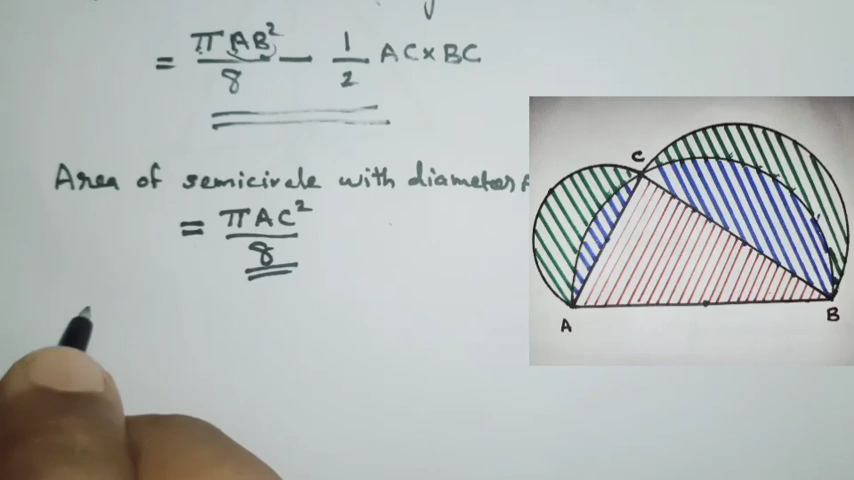 = πAB² / 8 - 1/2 AC×BC
Area of semicircle with diameter
= πAC² / 8
C
A
B